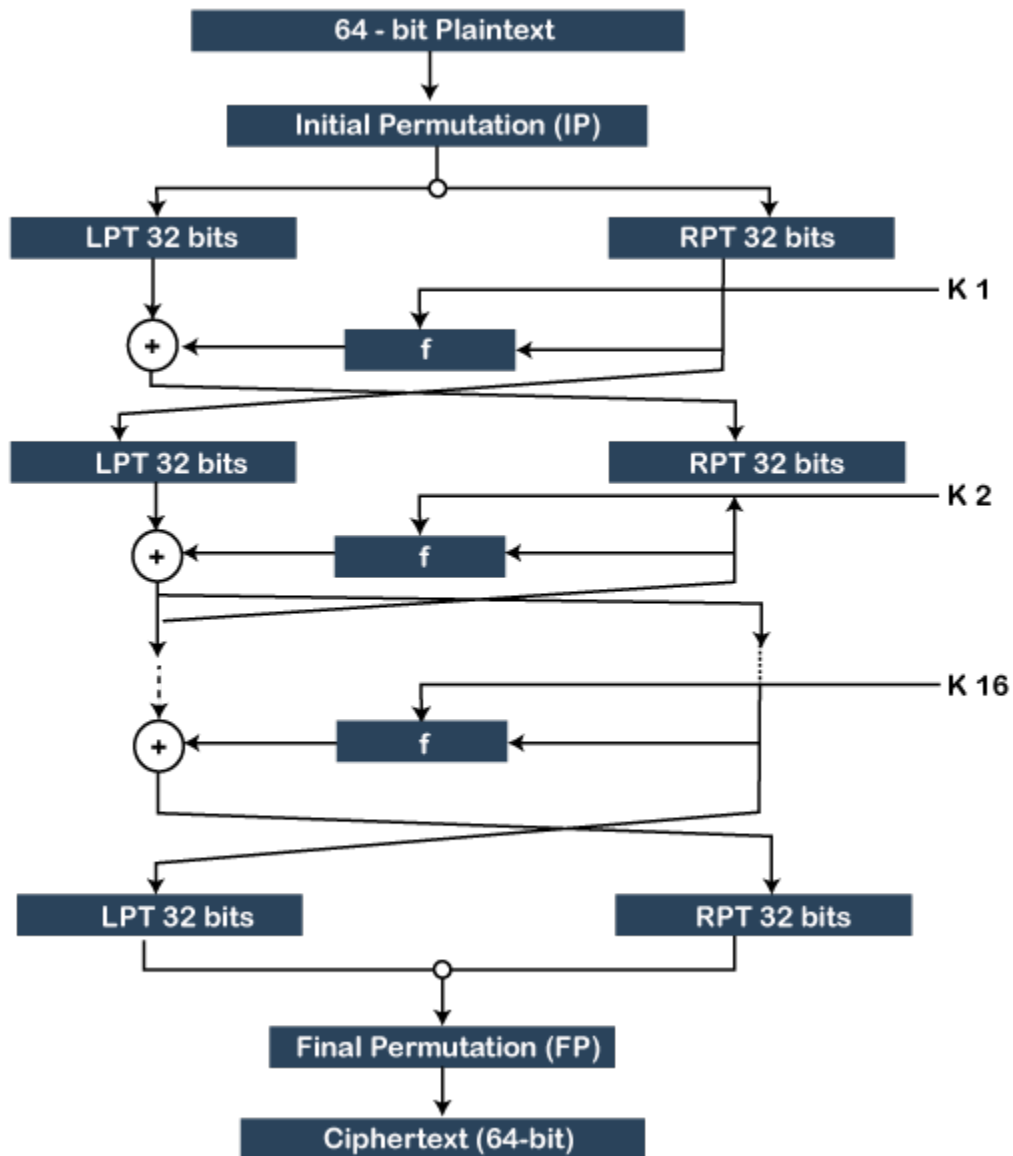 64 - bit Plaintext
Initial Permutation (IP)
LPT 32 bits
RPT 32 bits
K 1
+
f
LPT 32 bits
RPT 32 bits
K 2
+
f
K 16
+
f
LPT 32 bits
RPT 32 bits
Final Permutation (FP)
Ciphertext (64-bit)